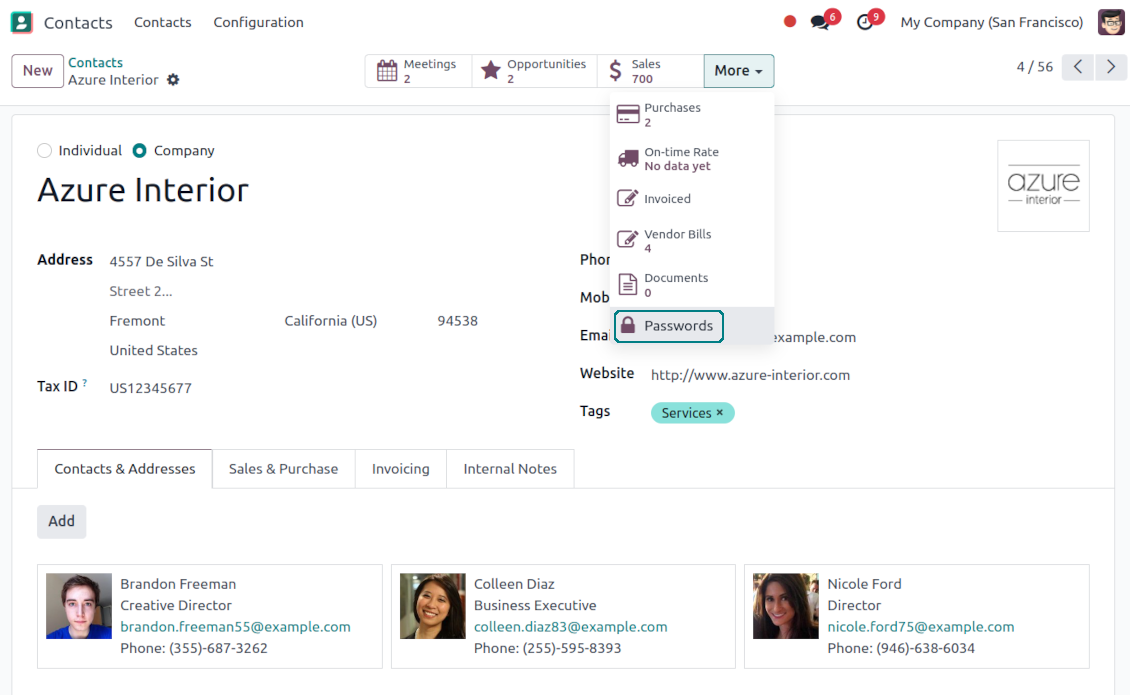 Contacts Contacts Configuration 6 9 My Company (San Francisco)
New Contacts
Azure Interior
Meetings
2
Opportunities
2
Sales
700
More
4 / 56
Purchases
2
On-time Rate
No data yet
Invoiced
Vendor Bills
4
Documents
0
Passwords
Individual Company
Azure Interior
azure
interior
Address 4557 De Silva St
Street 2...
Fremont California (US) 94538
United States
Tax ID ? US12345677
Phon
Mob
Emai example.com
Website http://www.azure-interior.com
Tags Services ×
Contacts & Addresses Sales & Purchase Invoicing Internal Notes
Add
Brandon Freeman
Creative Director
brandon.freeman55@example.com
Phone: (355)-687-3262
Colleen Diaz
Business Executive
colleen.diaz83@example.com
Phone: (255)-595-8393
Nicole Ford
Director
nicole.ford75@example.com
Phone: (946)-638-6034